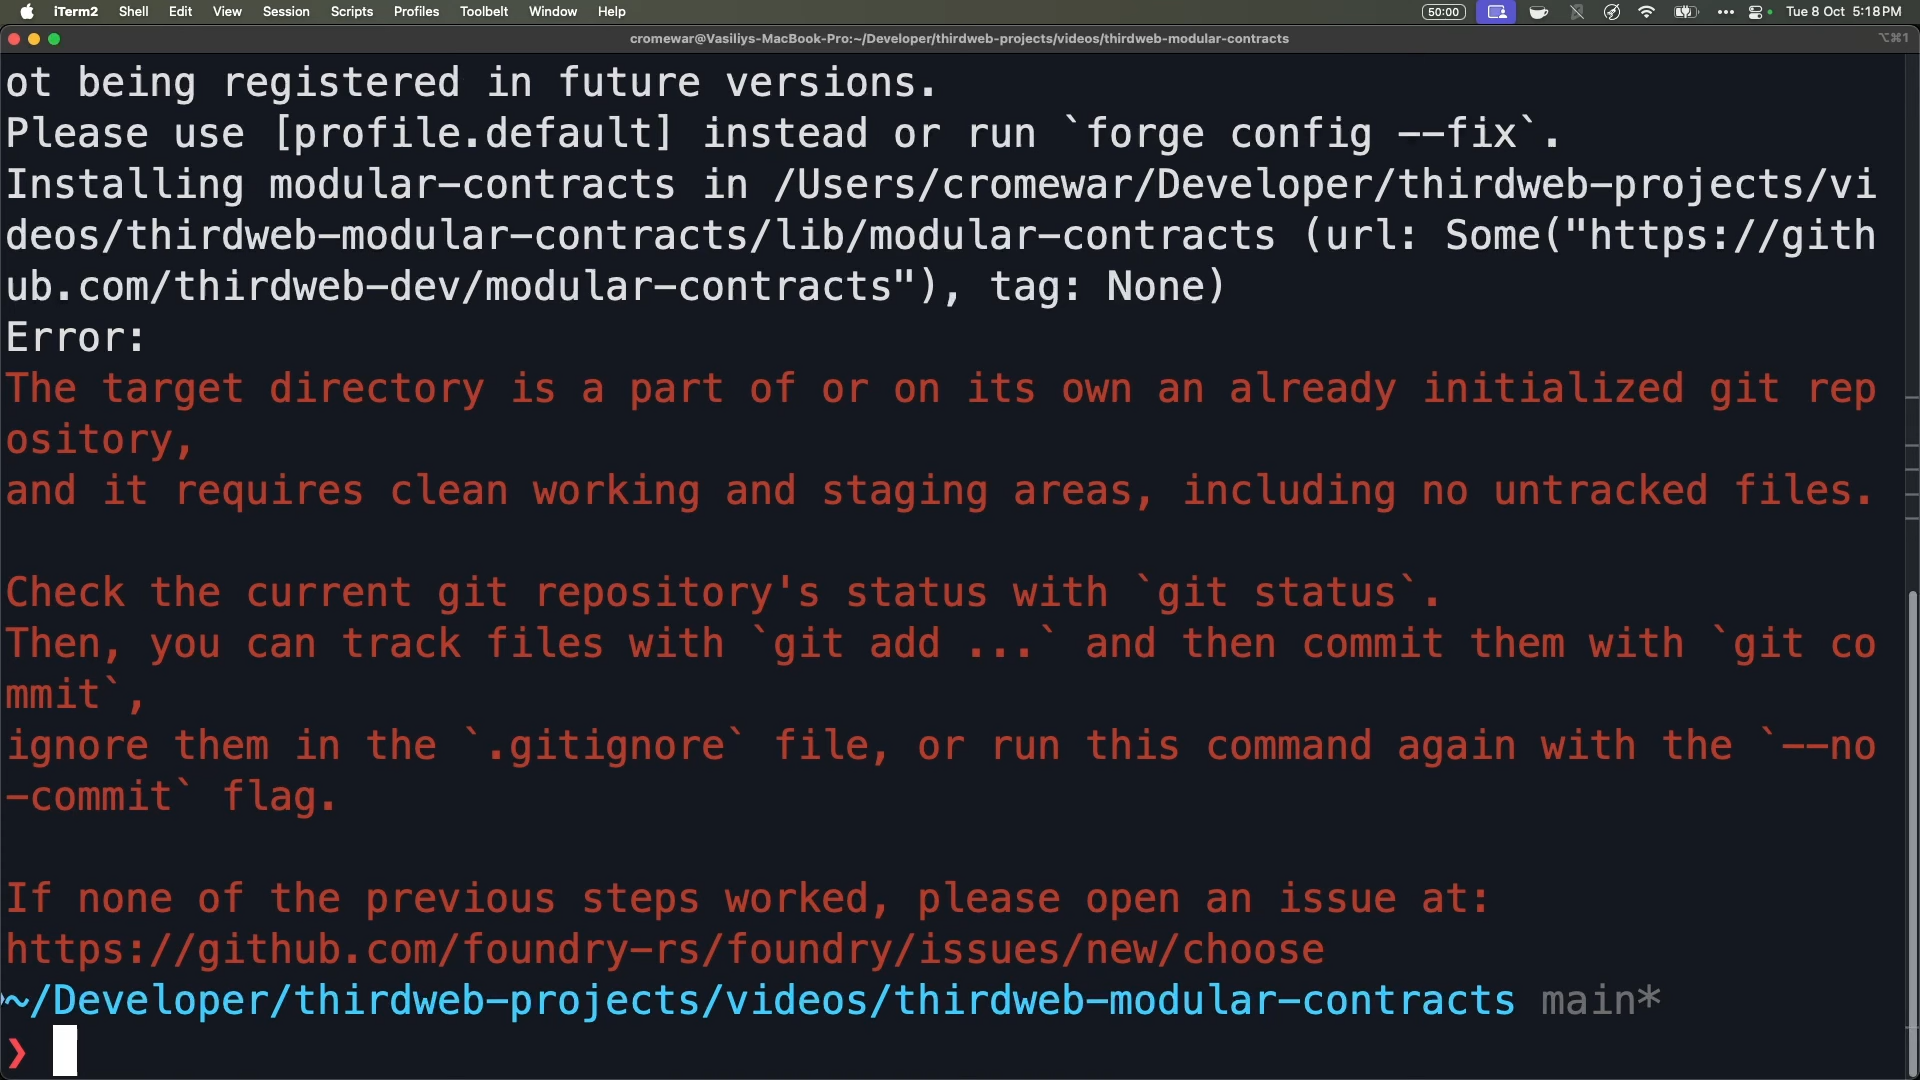 iTerm2 Shell Edit View Session Scripts Profiles Toolbelt Window Help 50:00 Tue 8 Oct 5:18 PM
cromewar@Vasiliys-MacBook-Pro:~/Developer/thirdweb-projects/videos/thirdweb-modular-contracts ⌥⌘1
ot being registered in future versions.
Please use [profile.default] instead or run `forge config --fix`.
Installing modular-contracts in /Users/cromewar/Developer/thirdweb-projects/vi
deos/thirdweb-modular-contracts/lib/modular-contracts (url: Some("https://gith
ub.com/thirdweb-dev/modular-contracts"), tag: None)
Error:
The target directory is a part of or on its own an already initialized git rep
ository,
and it requires clean working and staging areas, including no untracked files.
Check the current git repository's status with `git status`.
Then, you can track files with `git add ...` and then commit them with `git co
mmit`,
ignore them in the `.gitignore` file, or run this command again with the `--no
-commit` flag.
If none of the previous steps worked, please open an issue at:
https://github.com/foundry-rs/foundry/issues/new/choose
~/Developer/thirdweb-projects/videos/thirdweb-modular-contracts main*
❯